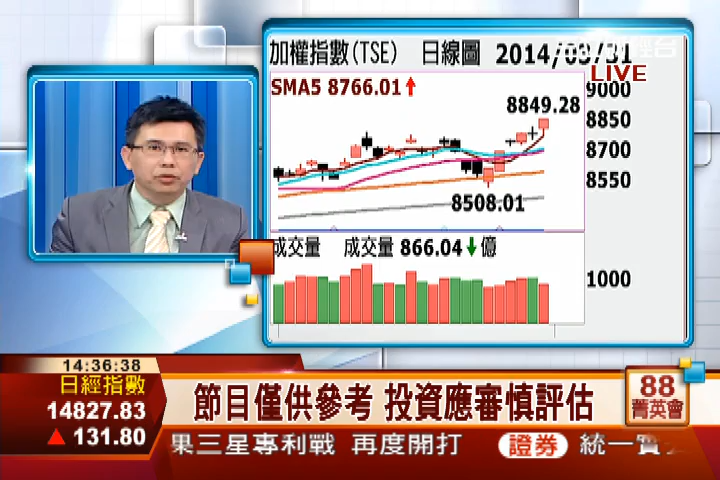 加權指數(TSE) 日線圖 2014/03/31
LIVE
SMA5 8766.01
9000
8849.28
8850
8700
8550
8508.01
成交量 成交量 866.04 億
1000
14:36:38
日經指數
14827.83
131.80
節目僅供參考 投資應審慎評估
88
菁英會
果三星專利戰 再度開打 證券 統一實